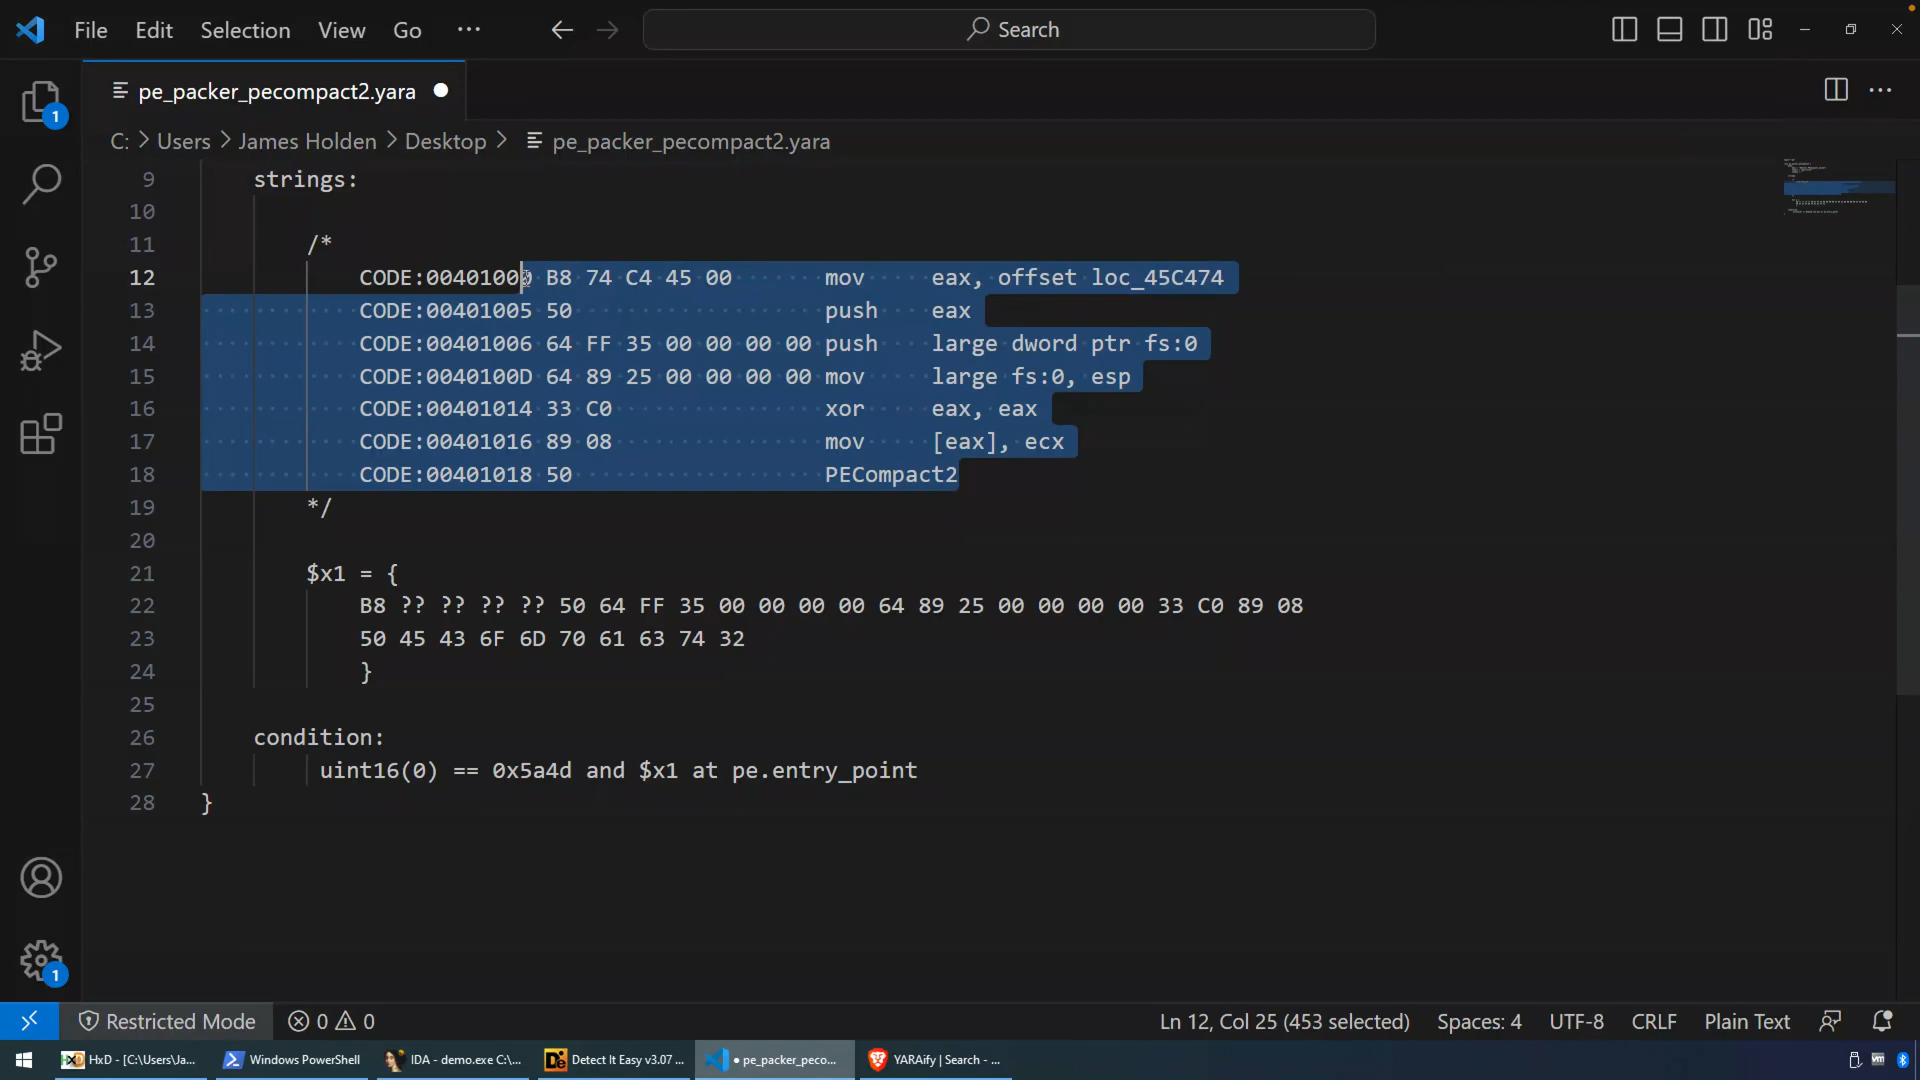 File Edit Selection View Go ··· Search
pe_packer_pecompact2.yara
C: > Users > James Holden > Desktop > pe_packer_pecompact2.yara
1
9 strings:
10
11 /*
12 CODE:00401000 B8 74 C4 45 00 mov eax, offset loc_45C474
13 CODE:00401005 50 push eax
14 CODE:00401006 64 FF 35 00 00 00 00 push large dword ptr fs:0
15 CODE:0040100D 64 89 25 00 00 00 00 mov large fs:0, esp
16 CODE:00401014 33 C0 xor eax, eax
17 CODE:00401016 89 08 mov [eax], ecx
18 CODE:00401018 50 PECompact2
19 */
20
21 $x1 = {
22 B8 ?? ?? ?? ?? 50 64 FF 35 00 00 00 00 64 89 25 00 00 00 00 33 C0 89 08
23 50 45 43 6F 6D 70 61 63 74 32
24 }
25
26 condition:
27 uint16(0) == 0x5a4d and $x1 at pe.entry_point
28 }
1
Restricted Mode 0 0 Ln 12, Col 25 (453 selected) Spaces: 4 UTF-8 CRLF Plain Text
HxD - [C:\Users\Ja... Windows PowerShell IDA - demo.exe C:\... Detect It Easy v3.07 ... • pe_packer_peco... YARAify | Search - ...